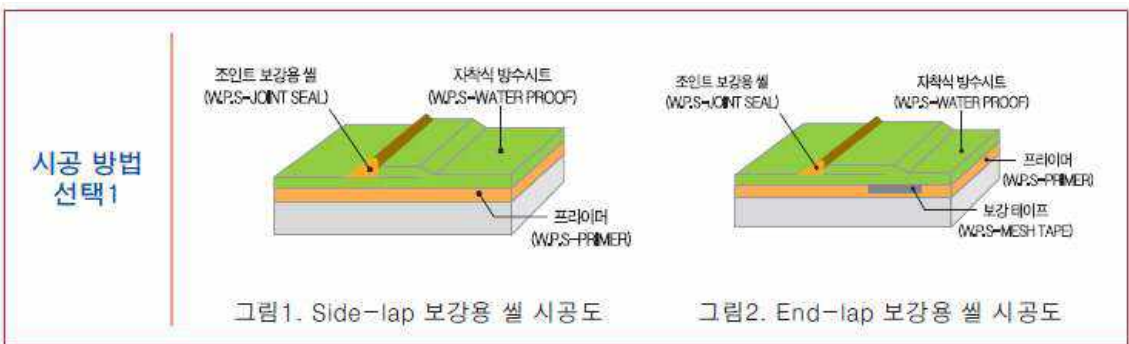 시공 방법
선택1
조인트 보강용 씰
(W.P.S-JOINT SEAL)
자착식 방수시트
(W.P.S-WATER PROOF)
프라이머
(W.P.S-PRIMER)
그림1. Side-lap 보강용 씰 시공도
조인트 보강용 씰
(W.P.S-JOINT SEAL)
자착식 방수시트
(W.P.S-WATER PROOF)
프라이머
(W.P.S-PRIMER)
보강 테이프
(W.P.S-MESH TAPE)
그림2. End-lap 보강용 씰 시공도